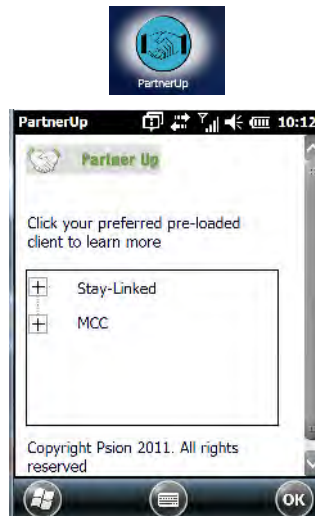 PartnerUp
PartnerUp 10:12
Partner Up
Click your preferred pre-loaded
client to learn more
Stay-Linked
MCC
Copyright Psion 2011. All rights
reserved
OK